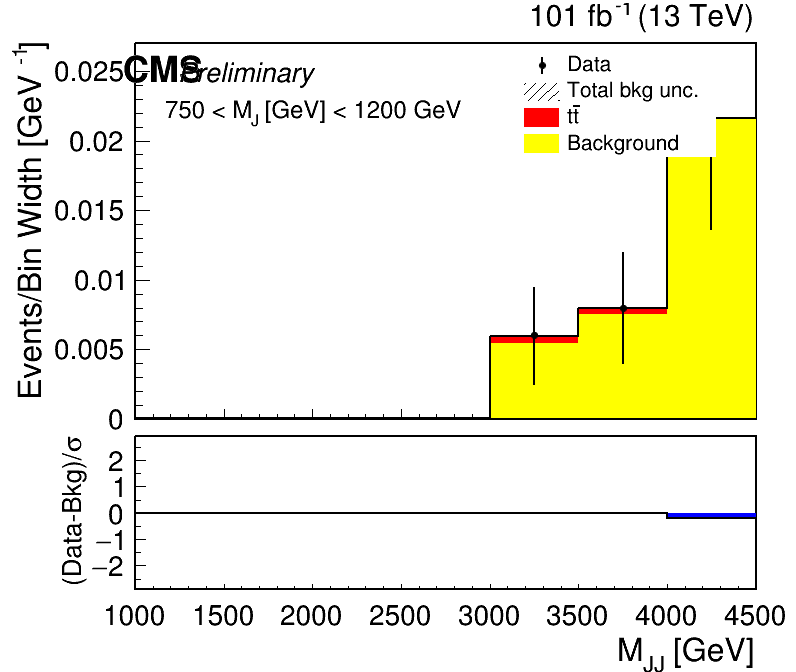 101 fb⁻¹ (13 TeV)
Events/Bin Width [GeV⁻¹]
CMS Preliminary
750 < M_J [GeV] < 1200 GeV
Data
Total bkg unc.
tt̄
Background
0.025
0.02
0.015
0.01
0.005
0
(Data-Bkg)/σ
2
1
0
−1
−2
1000 1500 2000 2500 3000 3500 4000 4500
M_JJ [GeV]